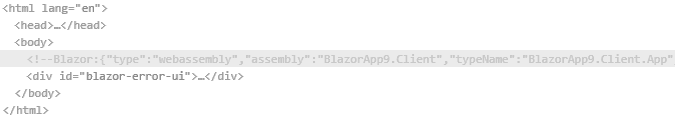 <html lang="en">
<head>…</head>
<body>
<!--Blazor:{"type":"webassembly","assembly":"BlazorApp9.Client","typeName":"BlazorApp9.Client.App"
<div id="blazor-error-ui">…</div>
</body>
</html>